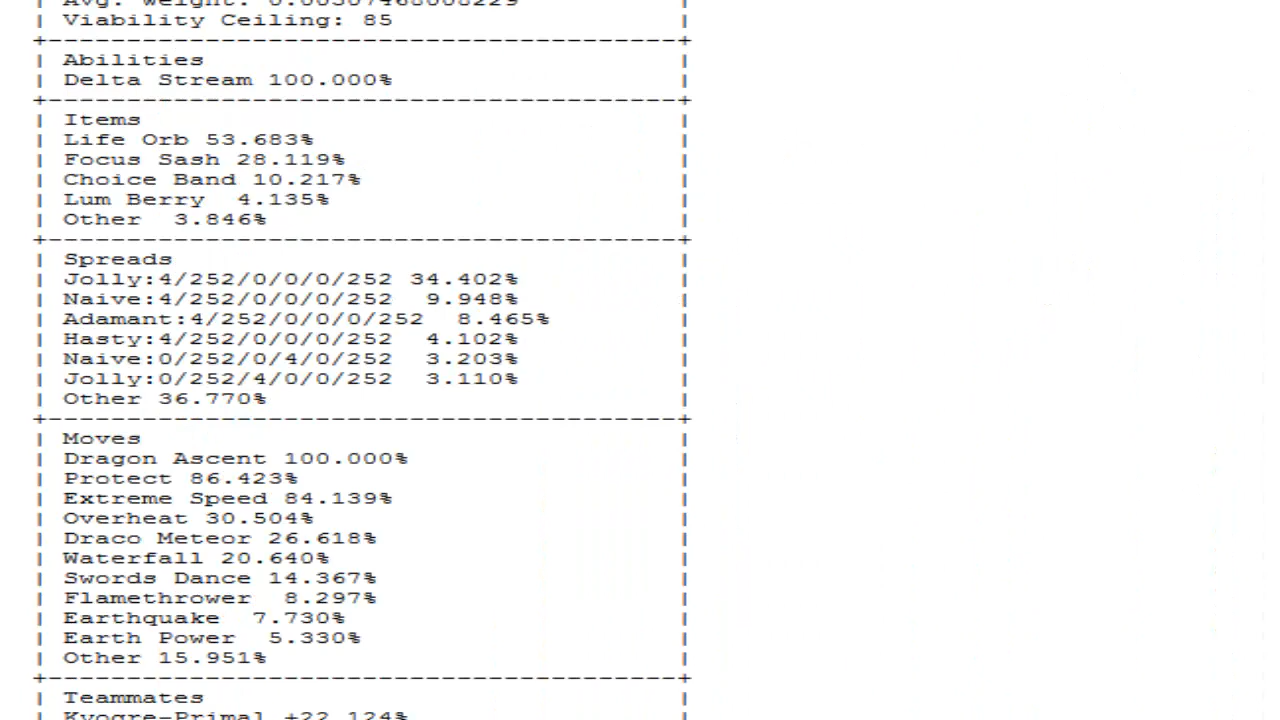 | Viability Ceiling: 85 |
+----------------------------------------+
| Abilities |
| Delta Stream 100.000% |
+----------------------------------------+
| Items |
| Life Orb 53.683% |
| Focus Sash 28.119% |
| Choice Band 10.217% |
| Lum Berry  4.135% |
| Other  3.846% |
+----------------------------------------+
| Spreads |
| Jolly:4/252/0/0/0/252 34.402% |
| Naive:4/252/0/0/0/252  9.948% |
| Adamant:4/252/0/0/0/252  8.465% |
| Hasty:4/252/0/0/0/252  4.102% |
| Naive:0/252/0/4/0/252  3.203% |
| Jolly:0/252/4/0/0/252  3.110% |
| Other 36.770% |
+----------------------------------------+
| Moves |
| Dragon Ascent 100.000% |
| Protect 86.423% |
| Extreme Speed 84.139% |
| Overheat 30.504% |
| Draco Meteor 26.618% |
| Waterfall 20.640% |
| Swords Dance 14.367% |
| Flamethrower  8.297% |
| Earthquake  7.730% |
| Earth Power  5.330% |
| Other 15.951% |
+----------------------------------------+
| Teammates |
| Kyogre-Primal +22.124% |